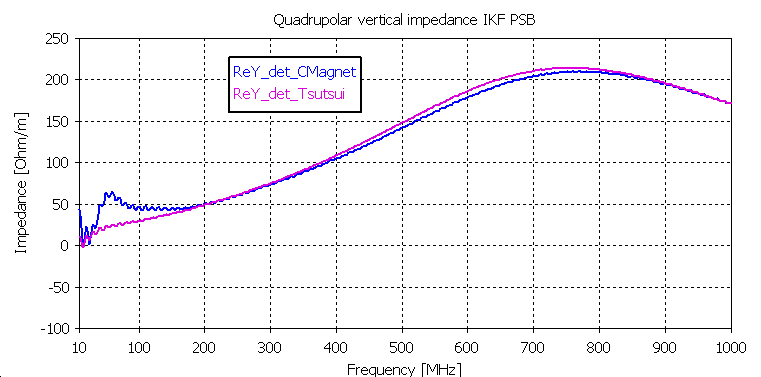 Quadrupolar vertical impedance IKF PSB
250
200
150
100
50
0
-50
-100
Impedance [Ohm/m]
ReY_det_CMagnet
ReY_det_Tsutsui
10 100 200 300 400 500 600 700 800 900 1000
Frequency [MHz]